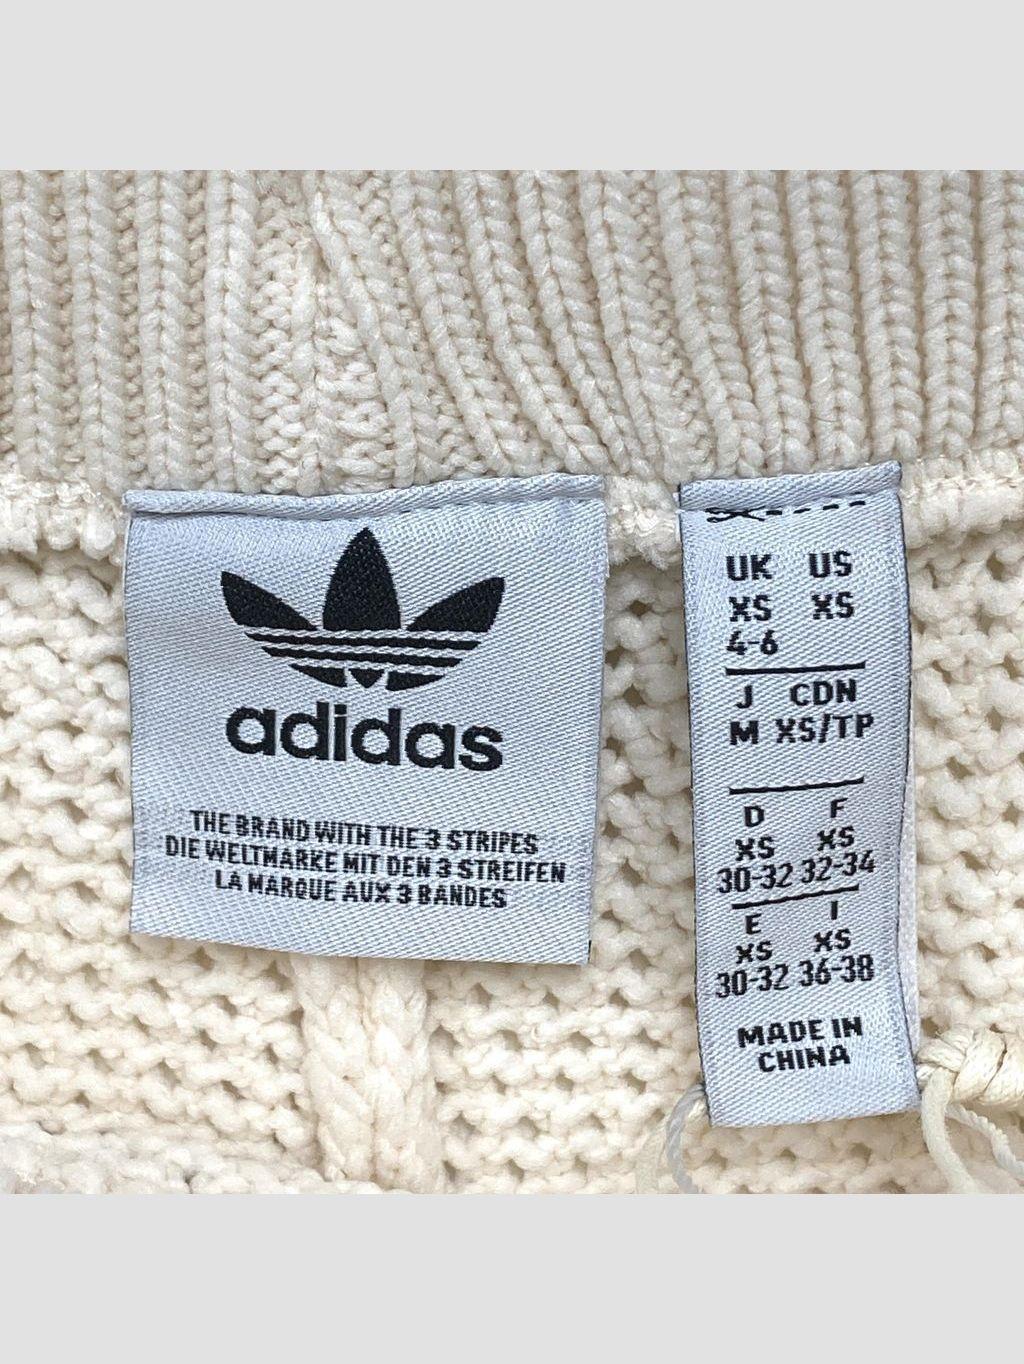 adidas
THE BRAND WITH THE 3 STRIPES
DIE WELTMARKE MIT DEN 3 STREIFEN
LA MARQUE AUX 3 BANDES
UK US
XS XS
4-6
J CDN
M XS/TP
D F
XS XS
30-32 32-34
E I
XS XS
30-32 36-38
MADE IN
CHINA